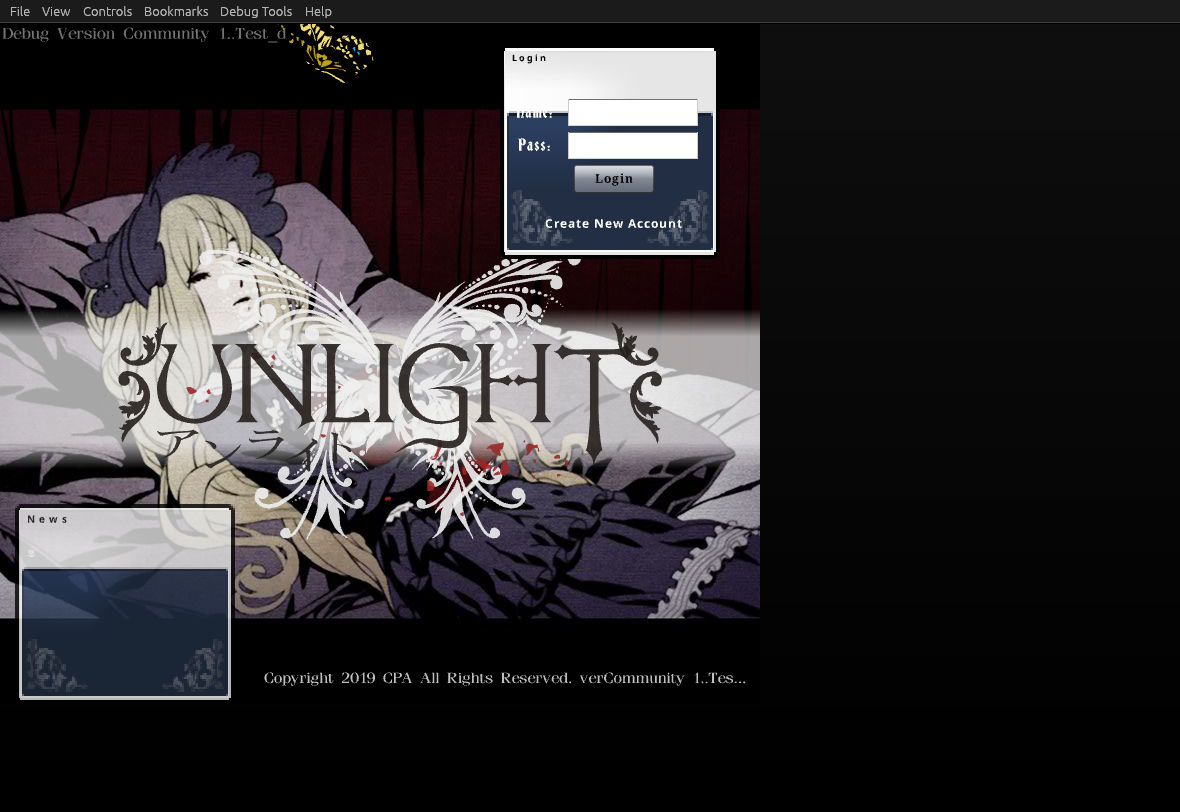 File View Controls Bookmarks Debug Tools Help
Debug Version Community 1..Test_d
Login
Name:
Pass:
Login
Create New Account
UNLIGHT
アンライト
News
Copyright 2019 CPA All Rights Reserved. verCommunity 1..Tes...